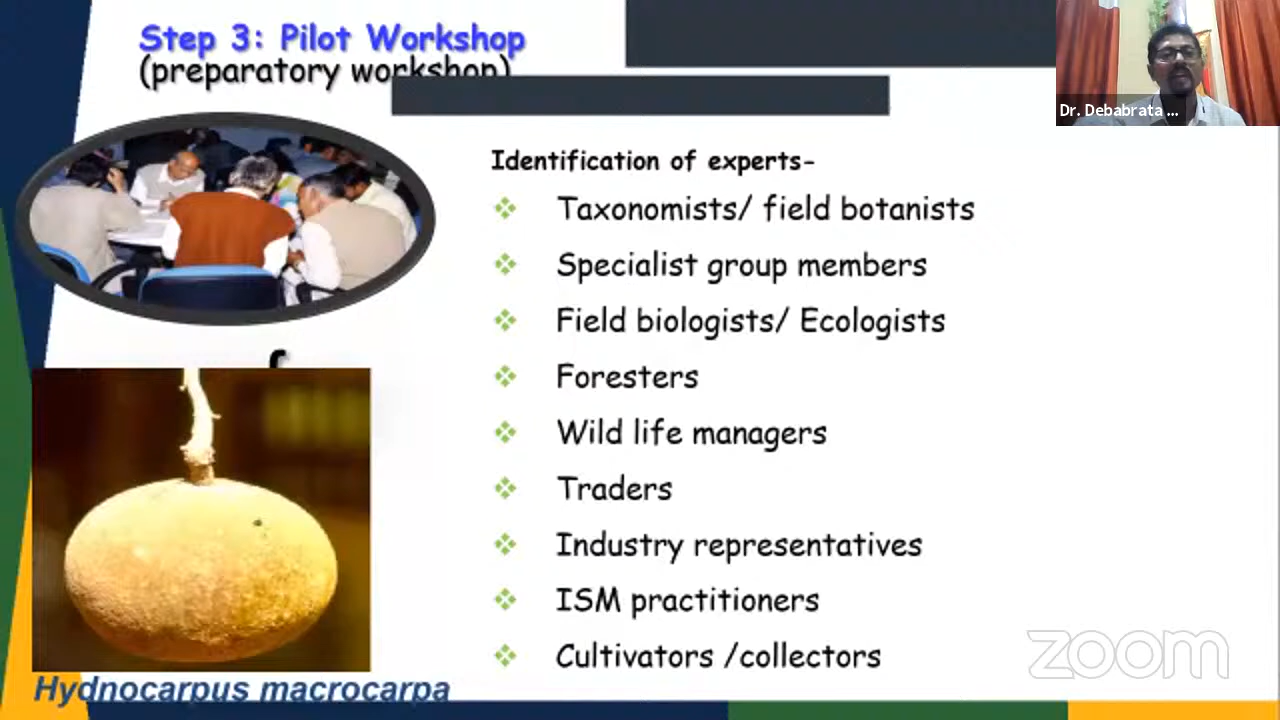 Step 3: Pilot Workshop
(preparatory workshop)
Dr. Debabrata ...
Identification of experts-
Taxonomists/ field botanists
Specialist group members
Field biologists/ Ecologists
Foresters
Wild life managers
Traders
Industry representatives
ISM practitioners
Cultivators /collectors
zoom
Hydnocarpus macrocarpa